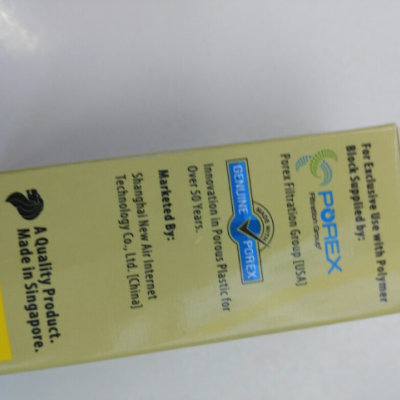 For Exclusive Use with Polymer
Block Supplied by:
POREX
Filtration Group
Porex Filtration Group [USA]
MADE WITH
GENUINE POREX
Innovation in Porous Plastic for
Over 50 Years.
Marketed By:
Shanghai New Air Internet
Technology Co., Ltd. [China]
A Quality Product.
Made in Singapore.